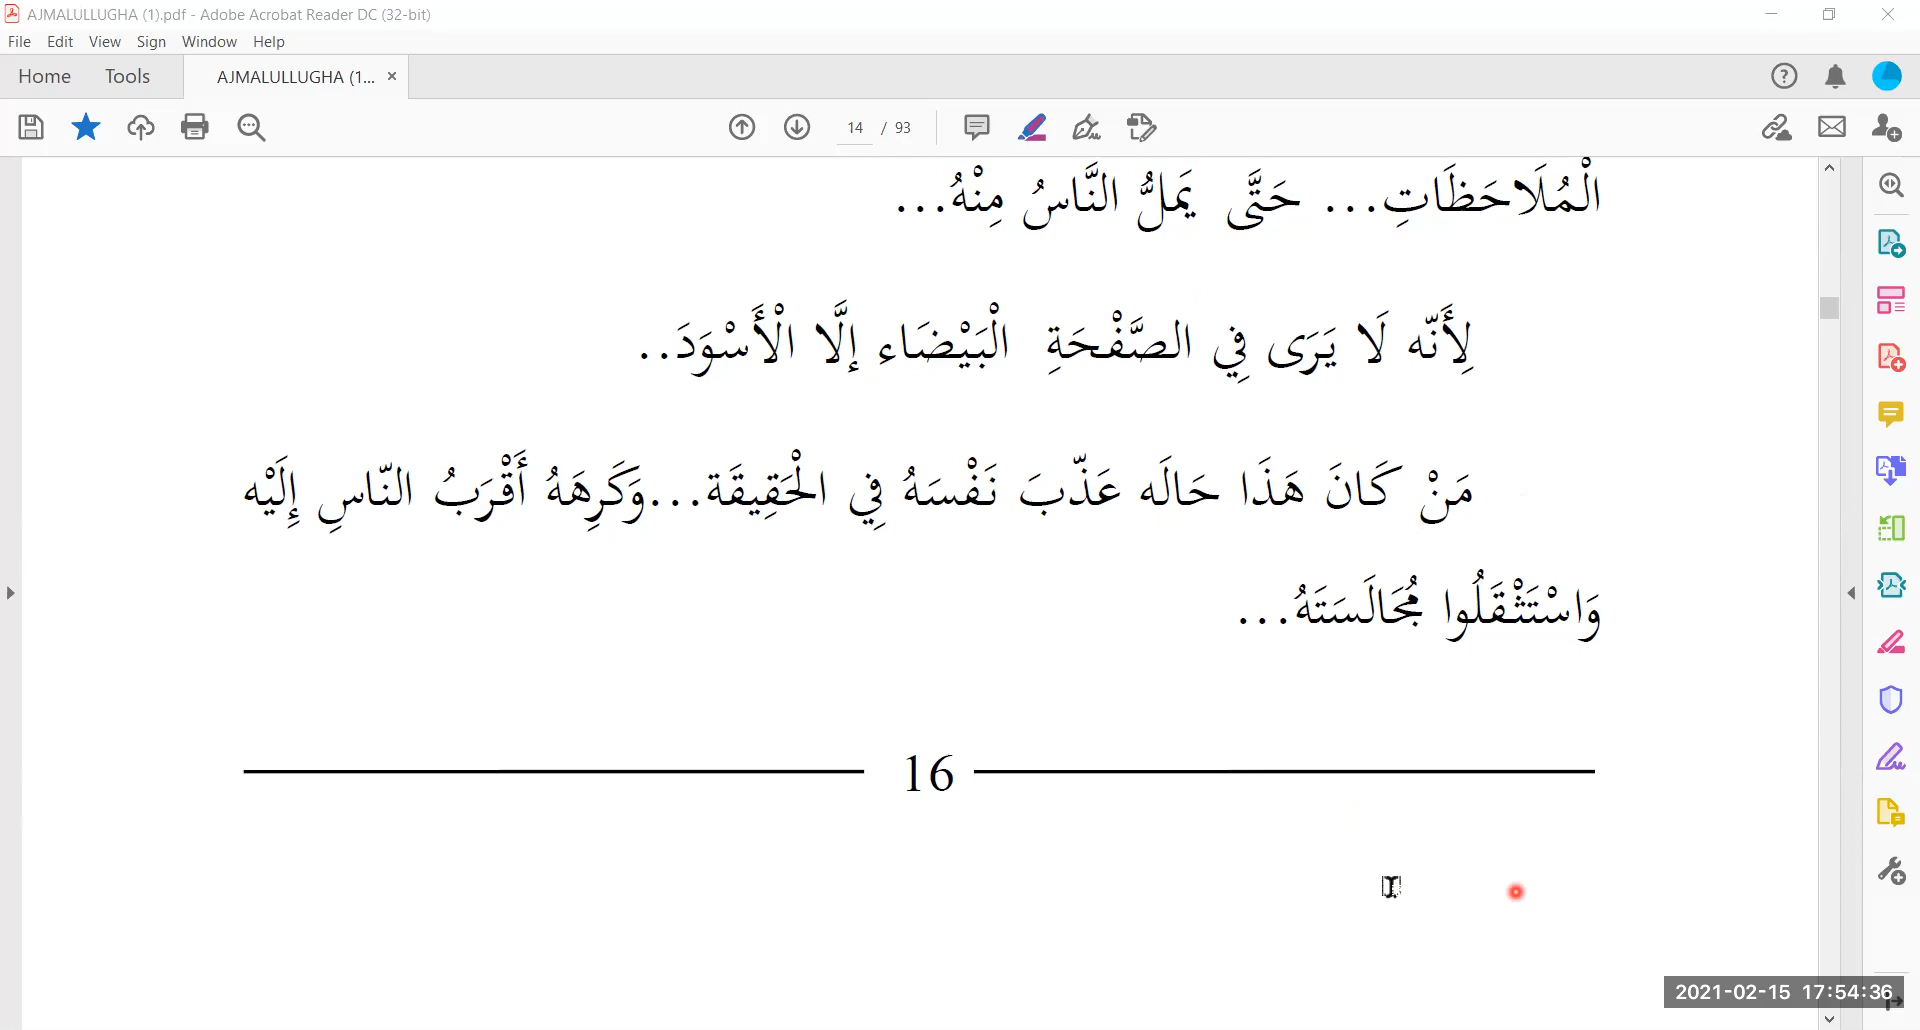 AJMALULLUGHA (1).pdf - Adobe Acrobat Reader DC (32-bit)
File Edit View Sign Window Help
Home Tools AJMALULLUGHA (1... ×
14 / 93
الْمُلَاحَظَاتِ... حَتَّى يَمَلُّ النَّاسُ مِنْهُ...
لِأَنّه لَا يَرَى فِي الصَّفْحَةِ الْبَيْضَاء إلَّا الْأَسْوَدَ..
مَنْ كَانَ هَذَا حَالَه عَذّبَ نَفْسَهُ فِي الْحَقِيقَة...وَكَرِهَهُ أَقْرَبُ النّاسِ إِلَيْه
وَاسْتَثْقَلُوا مُجَالَسَتَهُ...
16
2021-02-15 17:54:36